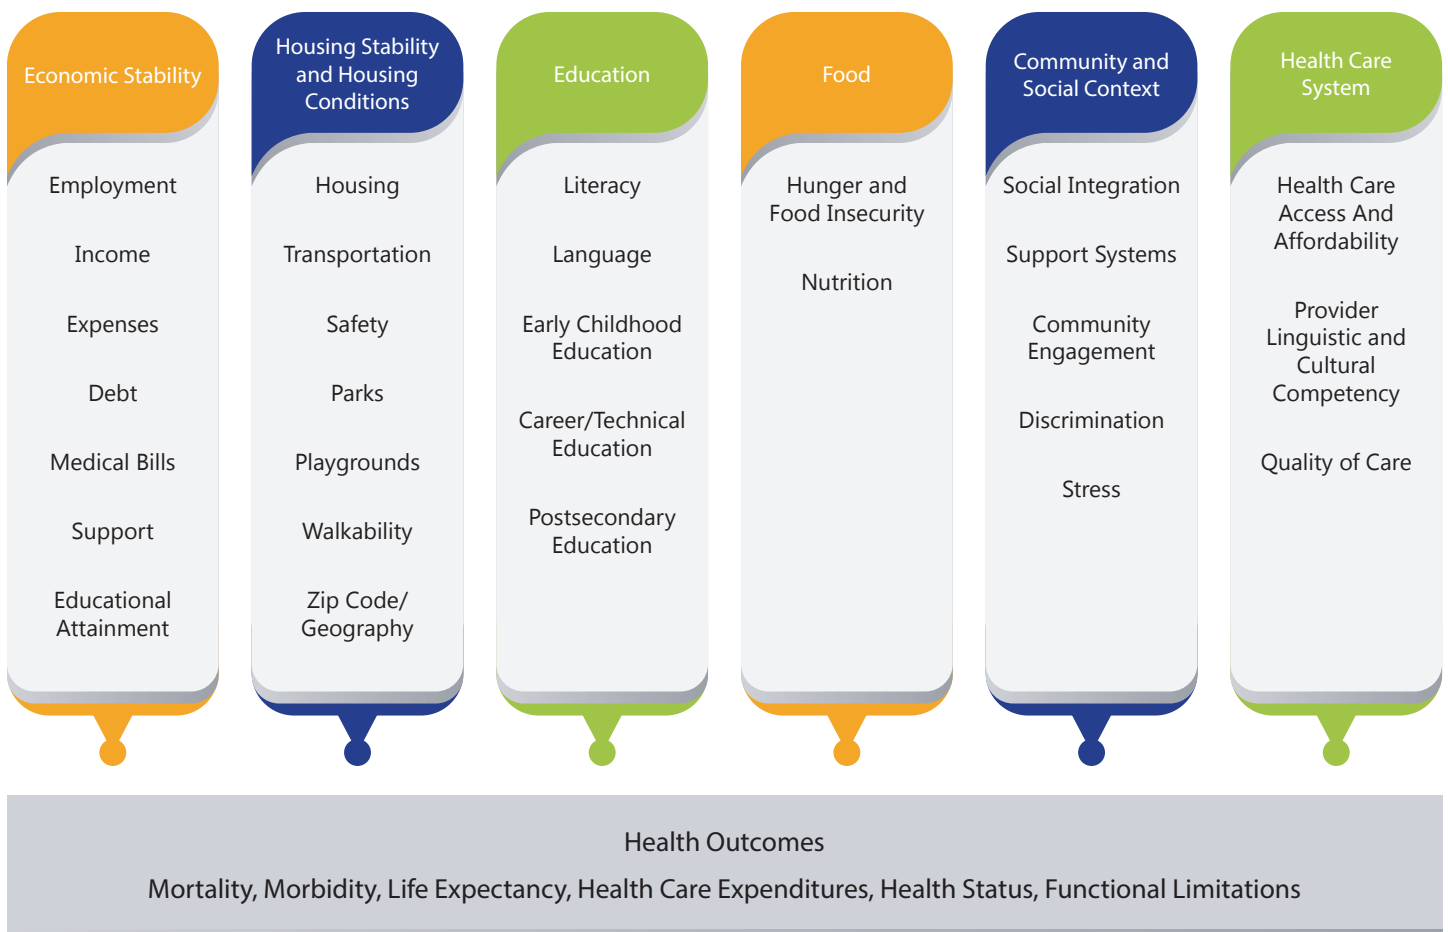 Economic Stability
Employment
Income
Expenses
Debt
Medical Bills
Support
Educational
Attainment
Housing Stability
and Housing
Conditions
Housing
Transportation
Safety
Parks
Playgrounds
Walkability
Zip Code/
Geography
Education
Literacy
Language
Early Childhood
Education
Career/Technical
Education
Postsecondary
Education
Food
Hunger and
Food Insecurity
Nutrition
Community and
Social Context
Social Integration
Support Systems
Community
Engagement
Discrimination
Stress
Health Care
System
Health Care
Access And
Affordability
Provider
Linguistic and
Cultural
Competency
Quality of Care
Health Outcomes
Mortality, Morbidity, Life Expectancy, Health Care Expenditures, Health Status, Functional Limitations